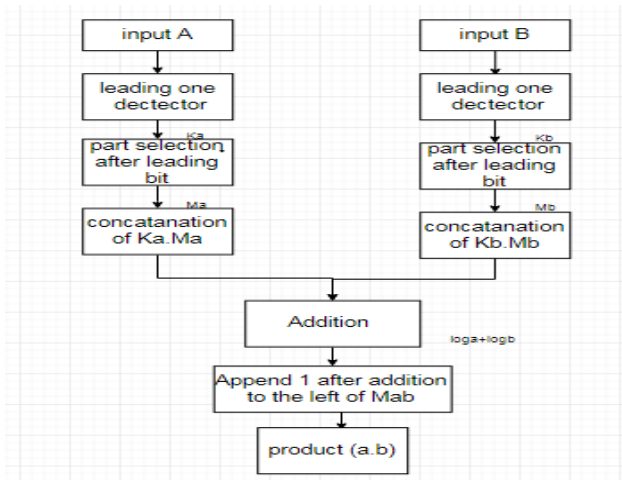 input A
input B
leading one
dectector
leading one
dectector
Ka
Kb
part selection
after leading
bit
part selection
after leading
bit
Ma
Mb
concatanation
of Ka.Ma
concatanation
of Kb.Mb
Addition
loga+logb
Append 1 after addition
to the left of Mab
product (a.b)